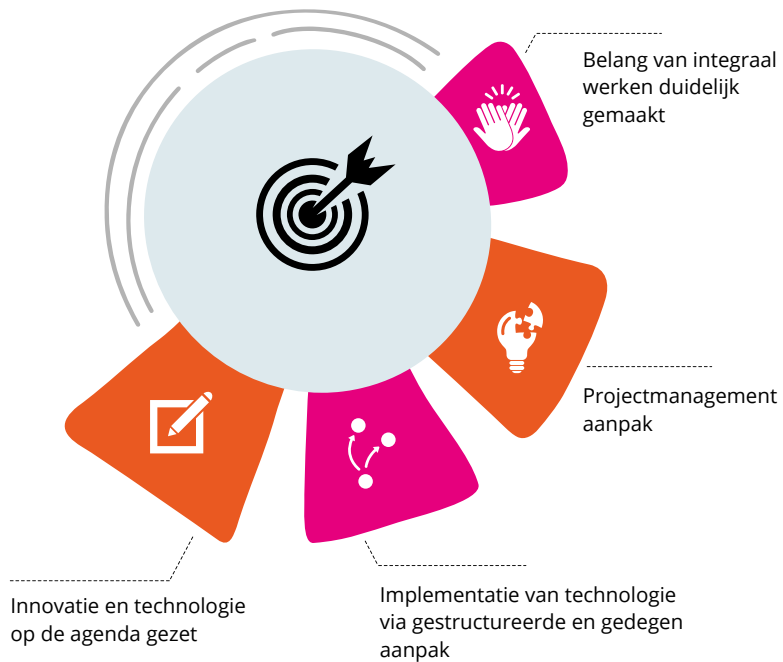 Belang van integraal
werken duidelijk
gemaakt
Projectmanagement
aanpak
Implementatie van technologie
via gestructureerde en gedegen
aanpak
Innovatie en technologie
op de agenda gezet